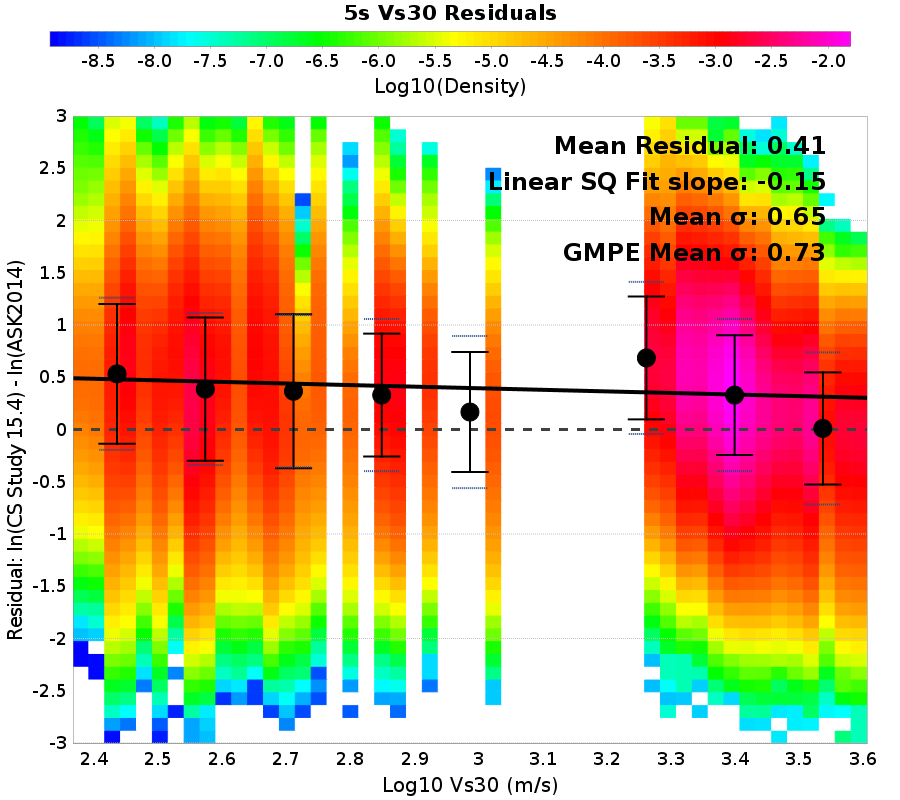 5s Vs30 Residuals
-8.5 -8.0 -7.5 -7.0 -6.5 -6.0 -5.5 -5.0 -4.5 -4.0 -3.5 -3.0 -2.5 -2.0
Log10(Density)
Mean Residual: 0.41
Linear SQ Fit slope: -0.15
Mean σ: 0.65
GMPE Mean σ: 0.73
Residual: ln(CS Study 15.4) - ln(ASK2014)
3
2.5
2
1.5
1
0.5
0
-0.5
-1
-1.5
-2
-2.5
-3
2.4 2.5 2.6 2.7 2.8 2.9 3 3.1 3.2 3.3 3.4 3.5 3.6
Log10 Vs30 (m/s)